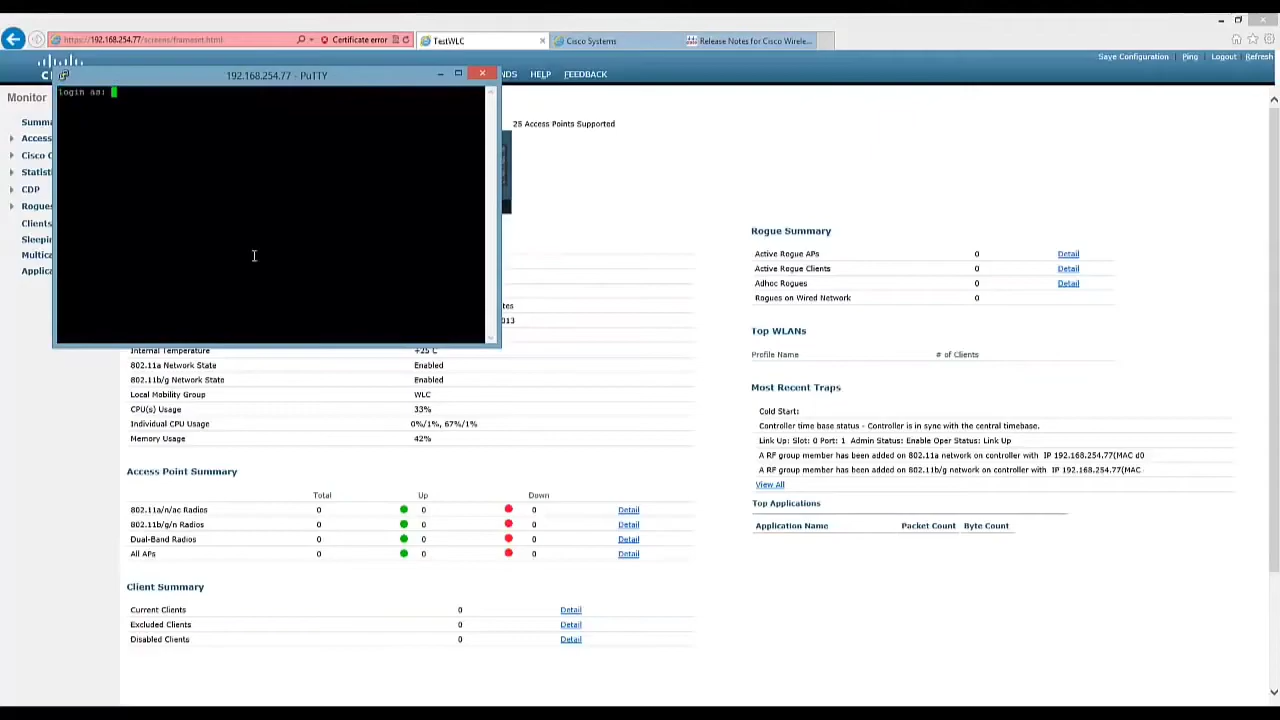 https://192.168.254.77/screens/frameset.html
Certificate error
TestWLC
Cisco Systems
Release Notes for Cisco Wirele...
Save Configuration
Ping
Logout
Refresh
192.168.254.77 - PuTTY
HELP
FEEDBACK
login as:
Monitor
25 Access Points Supported
Summa
Access
Cisco C
Statist
CDP
Rogues
Clients
Sleepin
Multica
Applica
tes
013
Internal Temperature +25 C
802.11a Network State Enabled
802.11b/g Network State Enabled
Local Mobility Group WLC
CPU(s) Usage 33%
Individual CPU Usage 0%/1%, 67%/1%
Memory Usage 42%
Access Point Summary
Total Up Down
802.11a/n/ac Radios 0 0 0 Detail
802.11b/g/n Radios 0 0 0 Detail
Dual-Band Radios 0 0 0 Detail
All APs 0 0 0 Detail
Client Summary
Current Clients 0 Detail
Excluded Clients 0 Detail
Disabled Clients 0 Detail
Rogue Summary
Active Rogue APs 0 Detail
Active Rogue Clients 0 Detail
Adhoc Rogues 0 Detail
Rogues on Wired Network 0
Top WLANs
Profile Name # of Clients
Most Recent Traps
Cold Start:
Controller time base status - Controller is in sync with the central timebase.
Link Up: Slot: 0 Port: 1 Admin Status: Enable Oper Status: Link Up
A RF group member has been added on 802.11a network on controller with IP 192.168.254.77(MAC d0
A RF group member has been added on 802.11b/g network on controller with IP 192.168.254.77(MAC
View All
Top Applications
Application Name Packet Count Byte Count